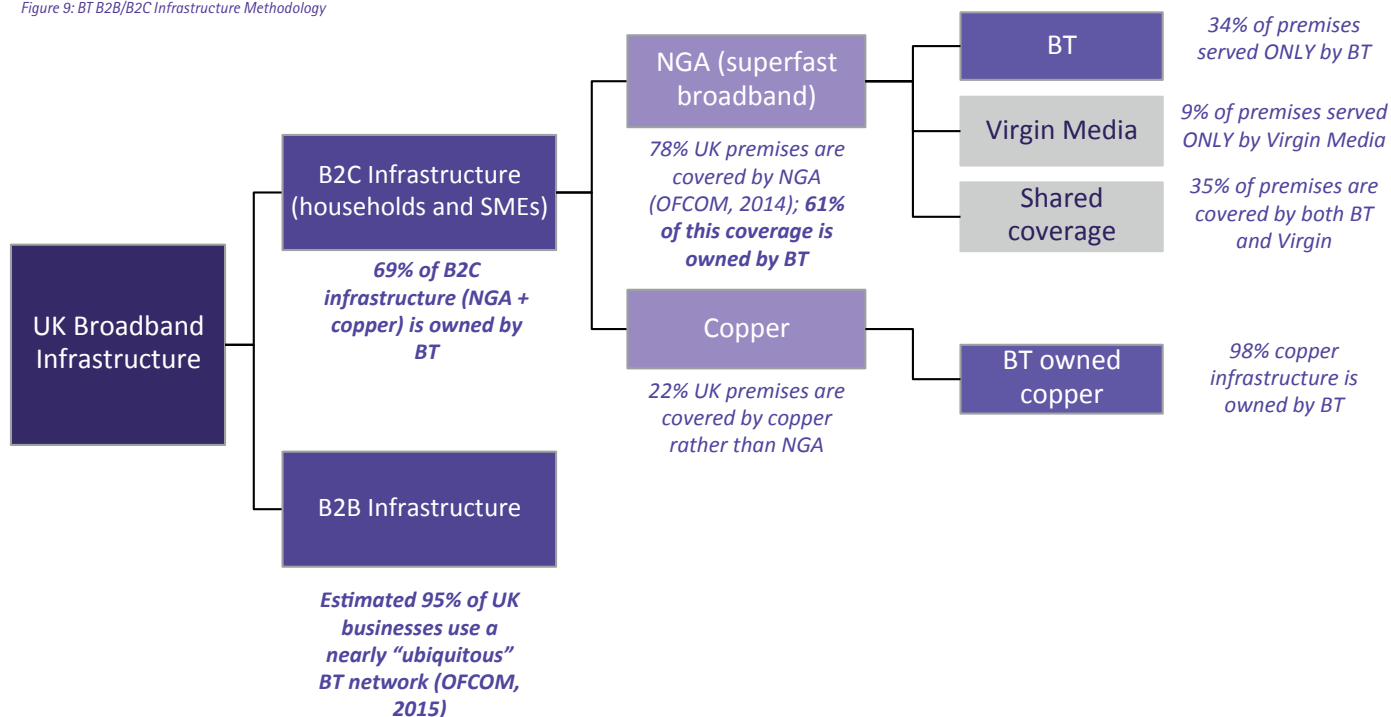 Figure 9: BT B2B/B2C Infrastructure Methodology
UK Broadband
Infrastructure
B2C Infrastructure
(households and SMEs)
69% of B2C
infrastructure (NGA +
copper) is owned by
BT
B2B Infrastructure
Estimated 95% of UK
businesses use a
nearly “ubiquitous”
BT network (OFCOM,
2015)
NGA (superfast
broadband)
78% UK premises are
covered by NGA
(OFCOM, 2014); 61%
of this coverage is
owned by BT
Copper
22% UK premises are
covered by copper
rather than NGA
BT
34% of premises
served ONLY by BT
Virgin Media
9% of premises served
ONLY by Virgin Media
Shared
coverage
35% of premises are
covered by both BT
and Virgin
BT owned
copper
98% copper
infrastructure is
owned by BT